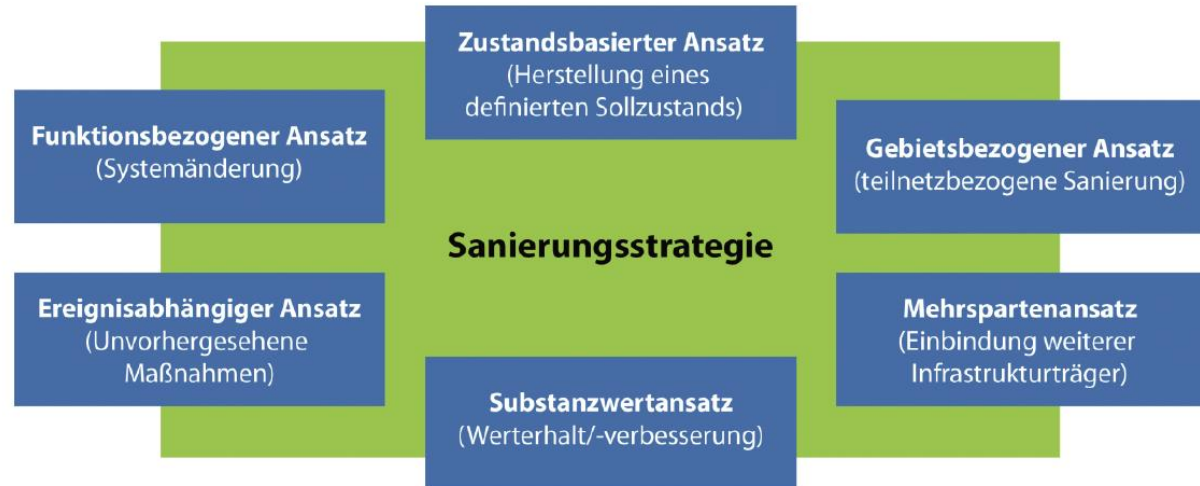 Zustandsbasierter Ansatz
(Herstellung eines
definierten Sollzustands)
Funktionsbezogener Ansatz
(Systemänderung)
Gebietsbezogener Ansatz
(teilnetzbezogene Sanierung)
Sanierungsstrategie
Ereignisabhängiger Ansatz
(Unvorhergesehene
Maßnahmen)
Mehrspartenansatz
(Einbindung weiterer
Infrastrukturträger)
Substanzwertansatz
(Werterhalt/-verbesserung)